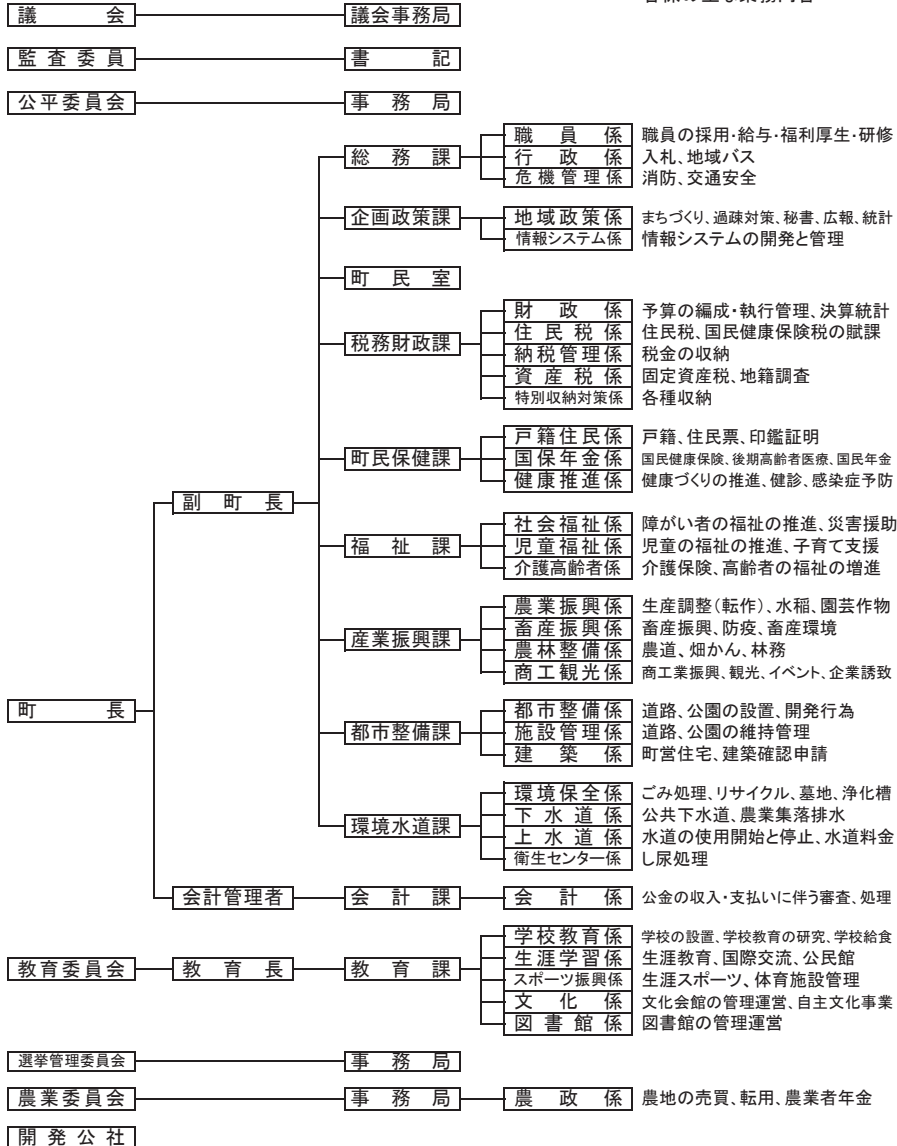 議会 議会事務局
監査委員 書記
公平委員会 事務局
職員係 職員の採用・給与・福利厚生・研修
総務課 行政係 入札、地域バス
危機管理係 消防、交通安全
企画政策課 地域政策係 まちづくり、過疎対策、秘書、広報、統計
情報システム係 情報システムの開発と管理
町民室
財政係 予算の編成・執行管理、決算統計
税務財政課 住民税係 住民税、国民健康保険税の賦課
納税管理係 税金の収納
資産税係 固定資産税、地籍調査
特別収納対策係 各種収納
戸籍住民係 戸籍、住民票、印鑑証明
町民保健課 国保年金係 国民健康保険、後期高齢者医療、国民年金
健康推進係 健康づくりの推進、健診、感染症予防
副町長
社会福祉係 障がい者の福祉の推進、災害援助
福祉課 児童福祉係 児童の福祉の推進、子育て支援
介護高齢者係 介護保険、高齢者の福祉の増進
農業振興係 生産調整(転作)、水稲、園芸作物
産業振興課 畜産振興係 畜産振興、防疫、畜産環境
農林整備係 農道、畑かん、林務
商工観光係 商工業振興、観光、イベント、企業誘致
町長
都市整備係 道路、公園の設置、開発行為
都市整備課 施設管理係 道路、公園の維持管理
建築係 町営住宅、建築確認申請
環境保全係 ごみ処理、リサイクル、墓地、浄化槽
環境水道課 下水道係 公共下水道、農業集落排水
上水道係 水道の使用開始と停止、水道料金
衛生センター係 し尿処理
会計管理者 会計課 会計係 公金の収入・支払いに伴う審査、処理
学校教育係 学校の設置、学校教育の研究、学校給食
生涯学習係 生涯教育、国際交流、公民館
教育委員会 教育長 教育課 スポーツ振興係 生涯スポーツ、体育施設管理
文化係 文化会館の管理運営、自主文化事業
図書館係 図書館の管理運営
選挙管理委員会 事務局
農業委員会 事務局 農政係 農地の売買、転用、農業者年金
開発公社